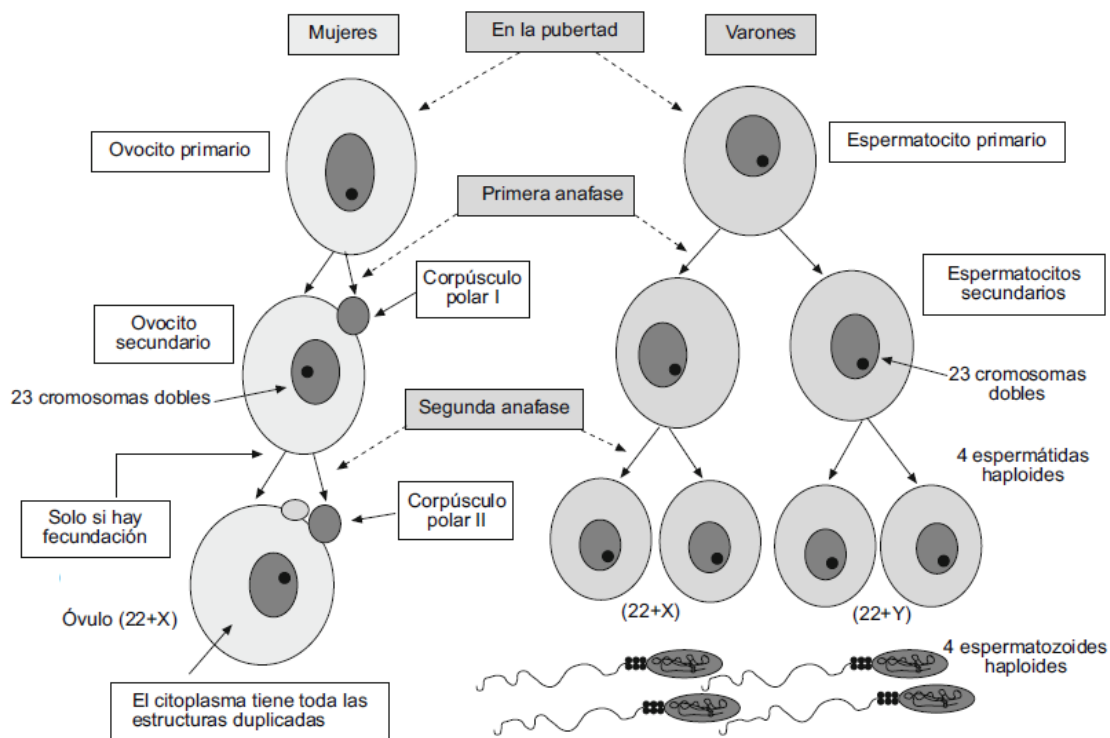 Mujeres
En la pubertad
Varones
Ovocito primario
Espermatocito primario
Primera anafase
Corpúsculo
polar I
Espermatocitos
secundarios
Ovocito
secundario
23 cromosomas dobles
23 cromosomas
dobles
Segunda anafase
4 espermátidas
haploides
Solo si hay
fecundación
Corpúsculo
polar II
Óvulo (22+X)
(22+X)
(22+Y)
4 espermatozoides
haploides
El citoplasma tiene toda las
estructuras duplicadas